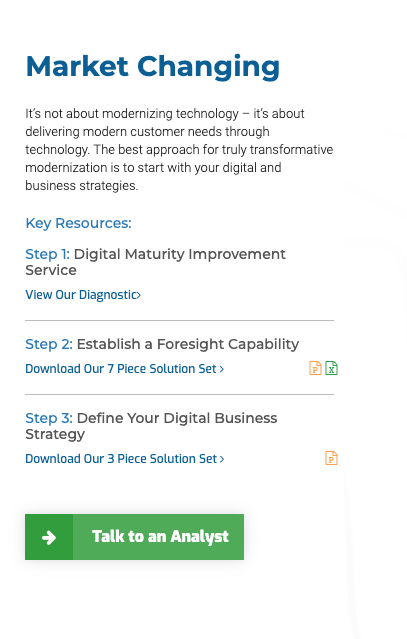 Market Changing
It's not about modernizing technology – it's about
delivering modern customer needs through
technology. The best approach for truly transformative
modernization is to start with your digital and
business strategies.
Key Resources:
Step 1: Digital Maturity Improvement
Service
View Our Diagnostic>
Step 2: Establish a Foresight Capability
Download Our 7 Piece Solution Set > P X
Step 3: Define Your Digital Business
Strategy
Download Our 3 Piece Solution Set > P
Talk to an Analyst